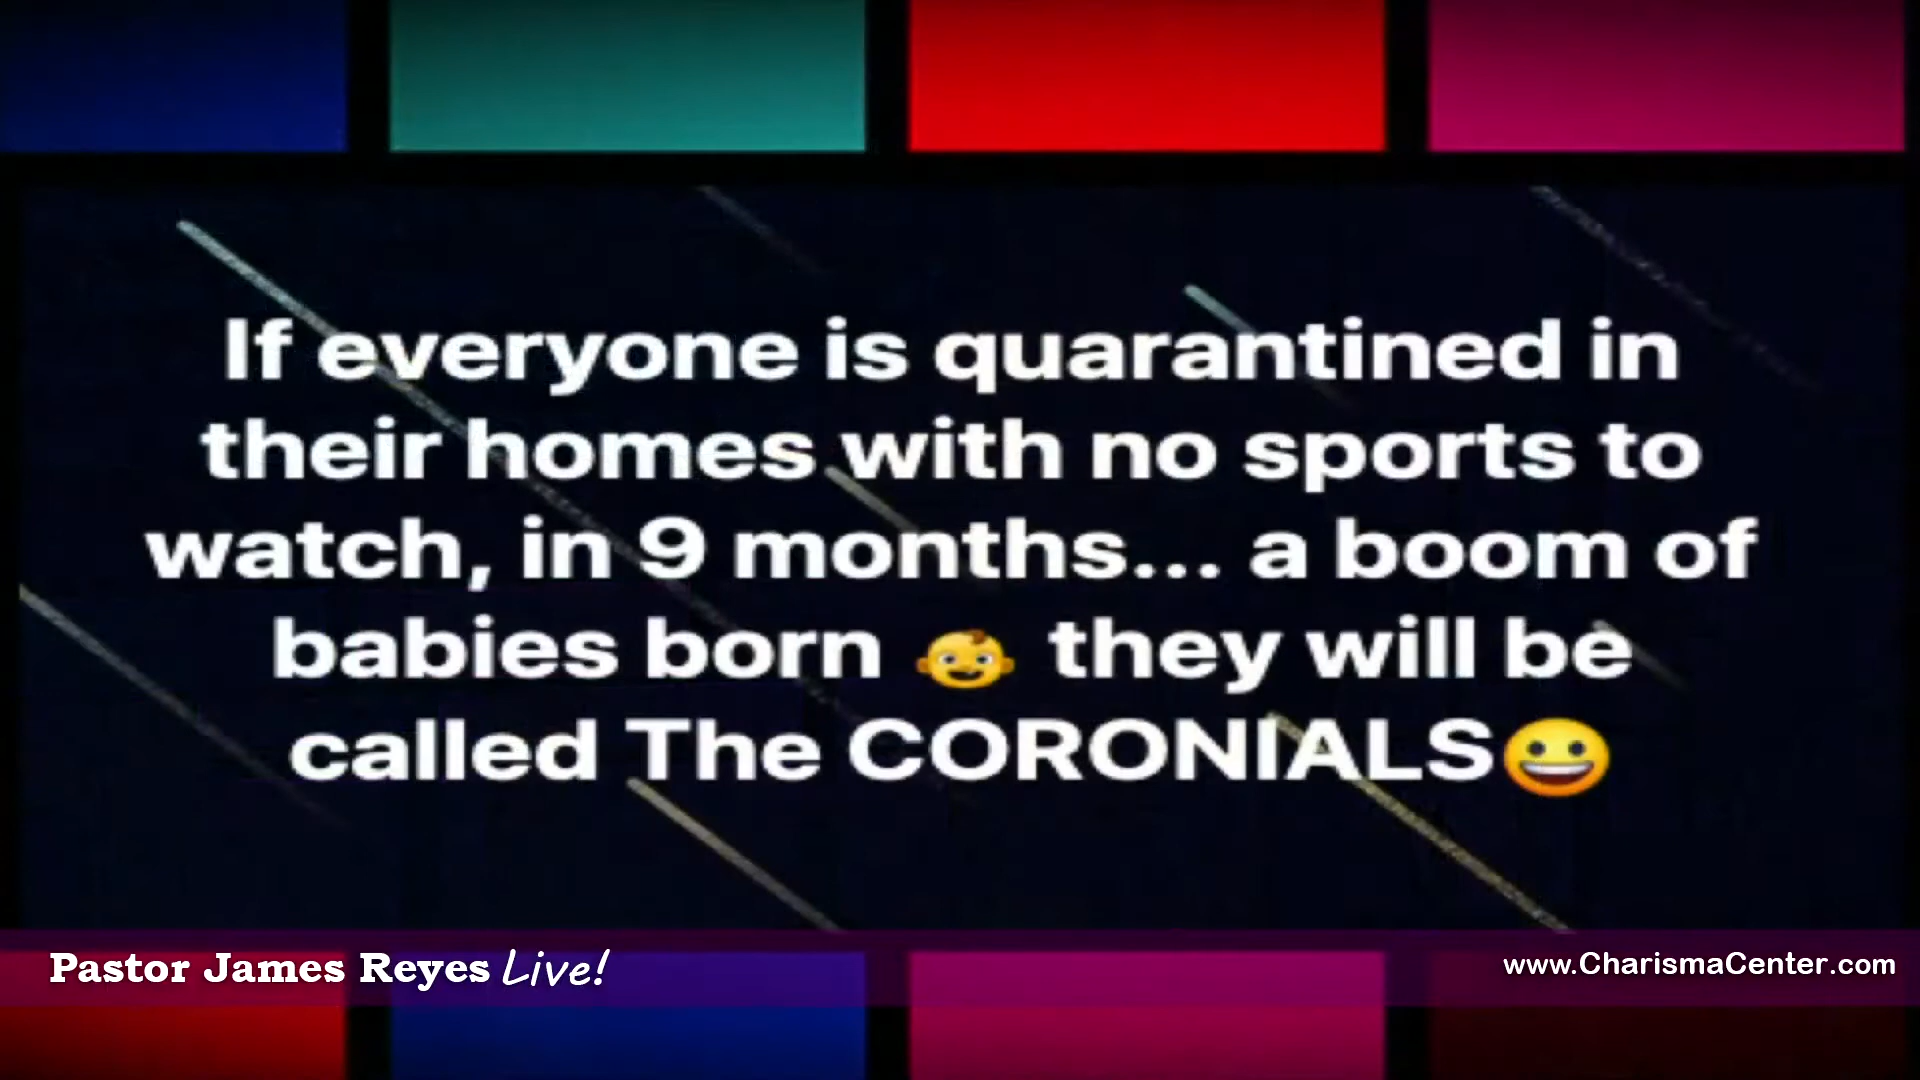 If everyone is quarantined in
their homes with no sports to
watch, in 9 months... a boom of
babies born 👶 they will be
called The CORONIALS😀
Pastor James Reyes Live!
www.CharismaCenter.com